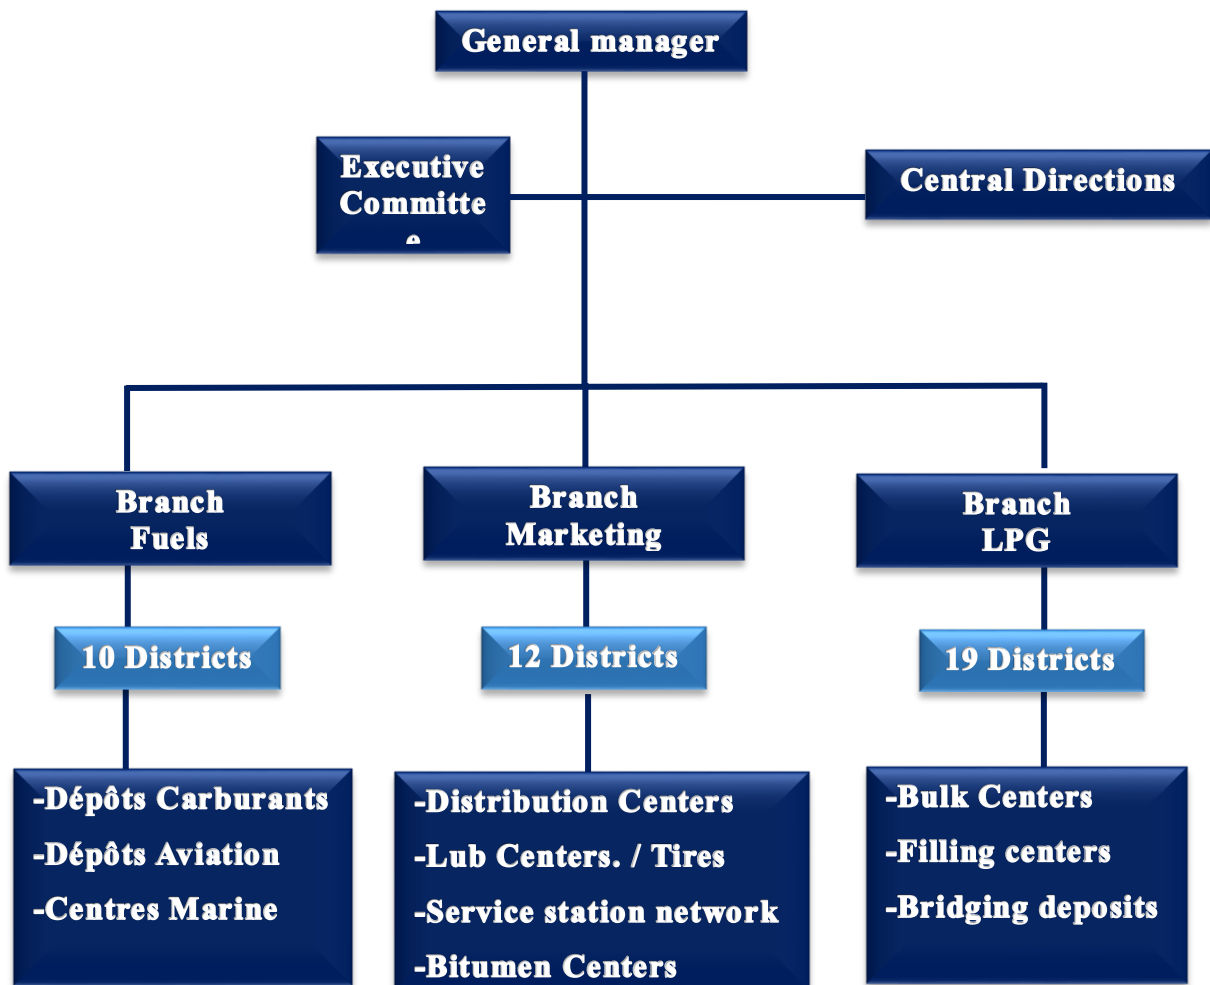 General manager
Executive
Committe
e
Central Directions
Branch
Fuels
Branch
Marketing
Branch
LPG
10 Districts
12 Districts
19 Districts
-Dépôts Carburants
-Dépôts Aviation
-Centres Marine
-Distribution Centers
-Lub Centers. / Tires
-Service station network
-Bitumen Centers
-Bulk Centers
-Filling centers
-Bridging deposits